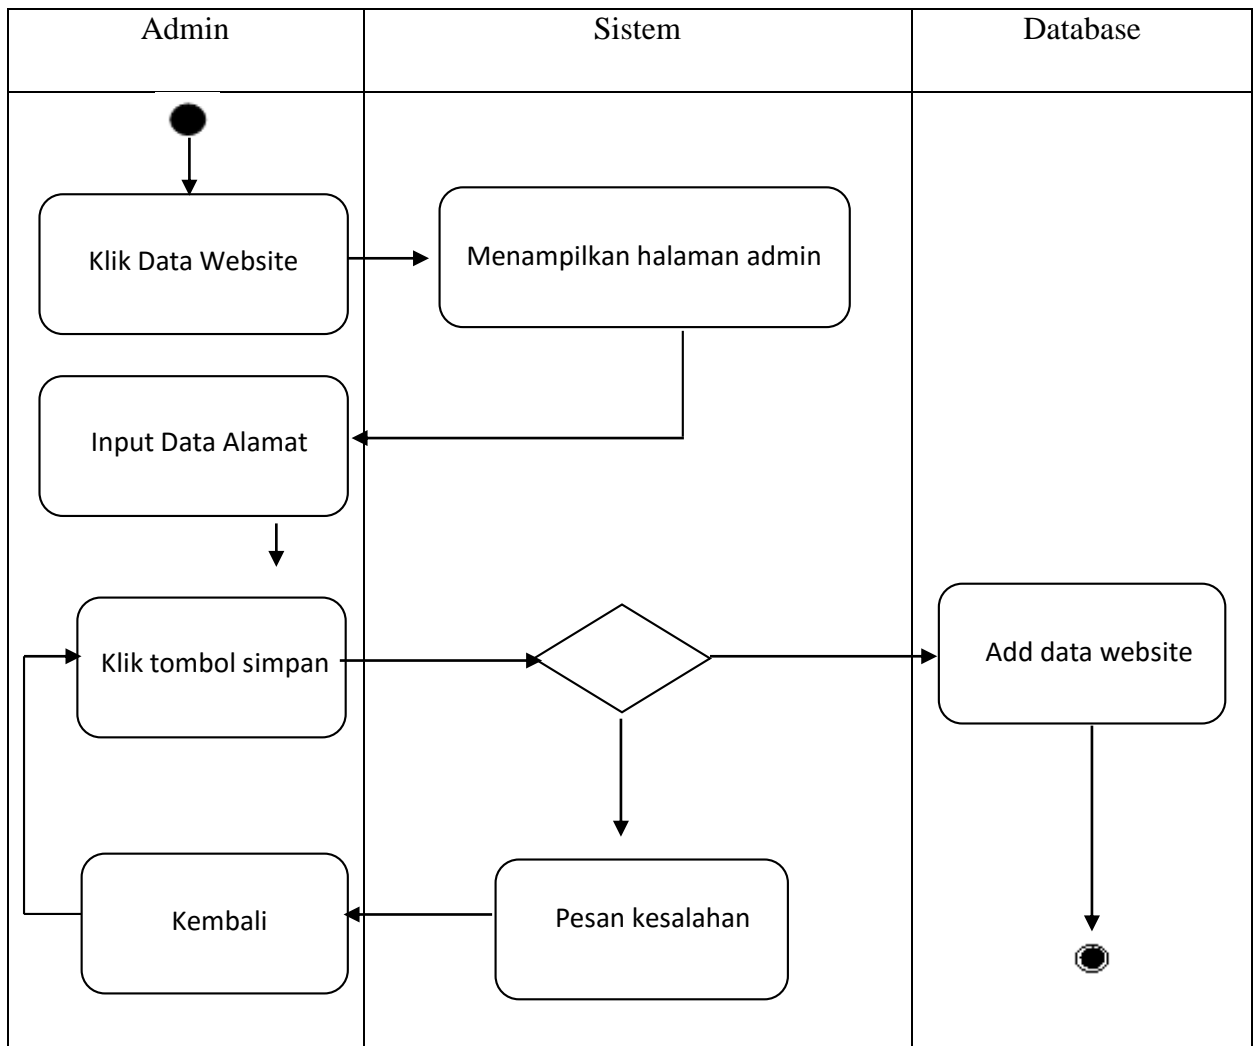 Admin
Sistem
Database
Klik Data Website
Menampilkan halaman admin
Input Data Alamat
Klik tombol simpan
Add data website
Kembali
Pesan kesalahan